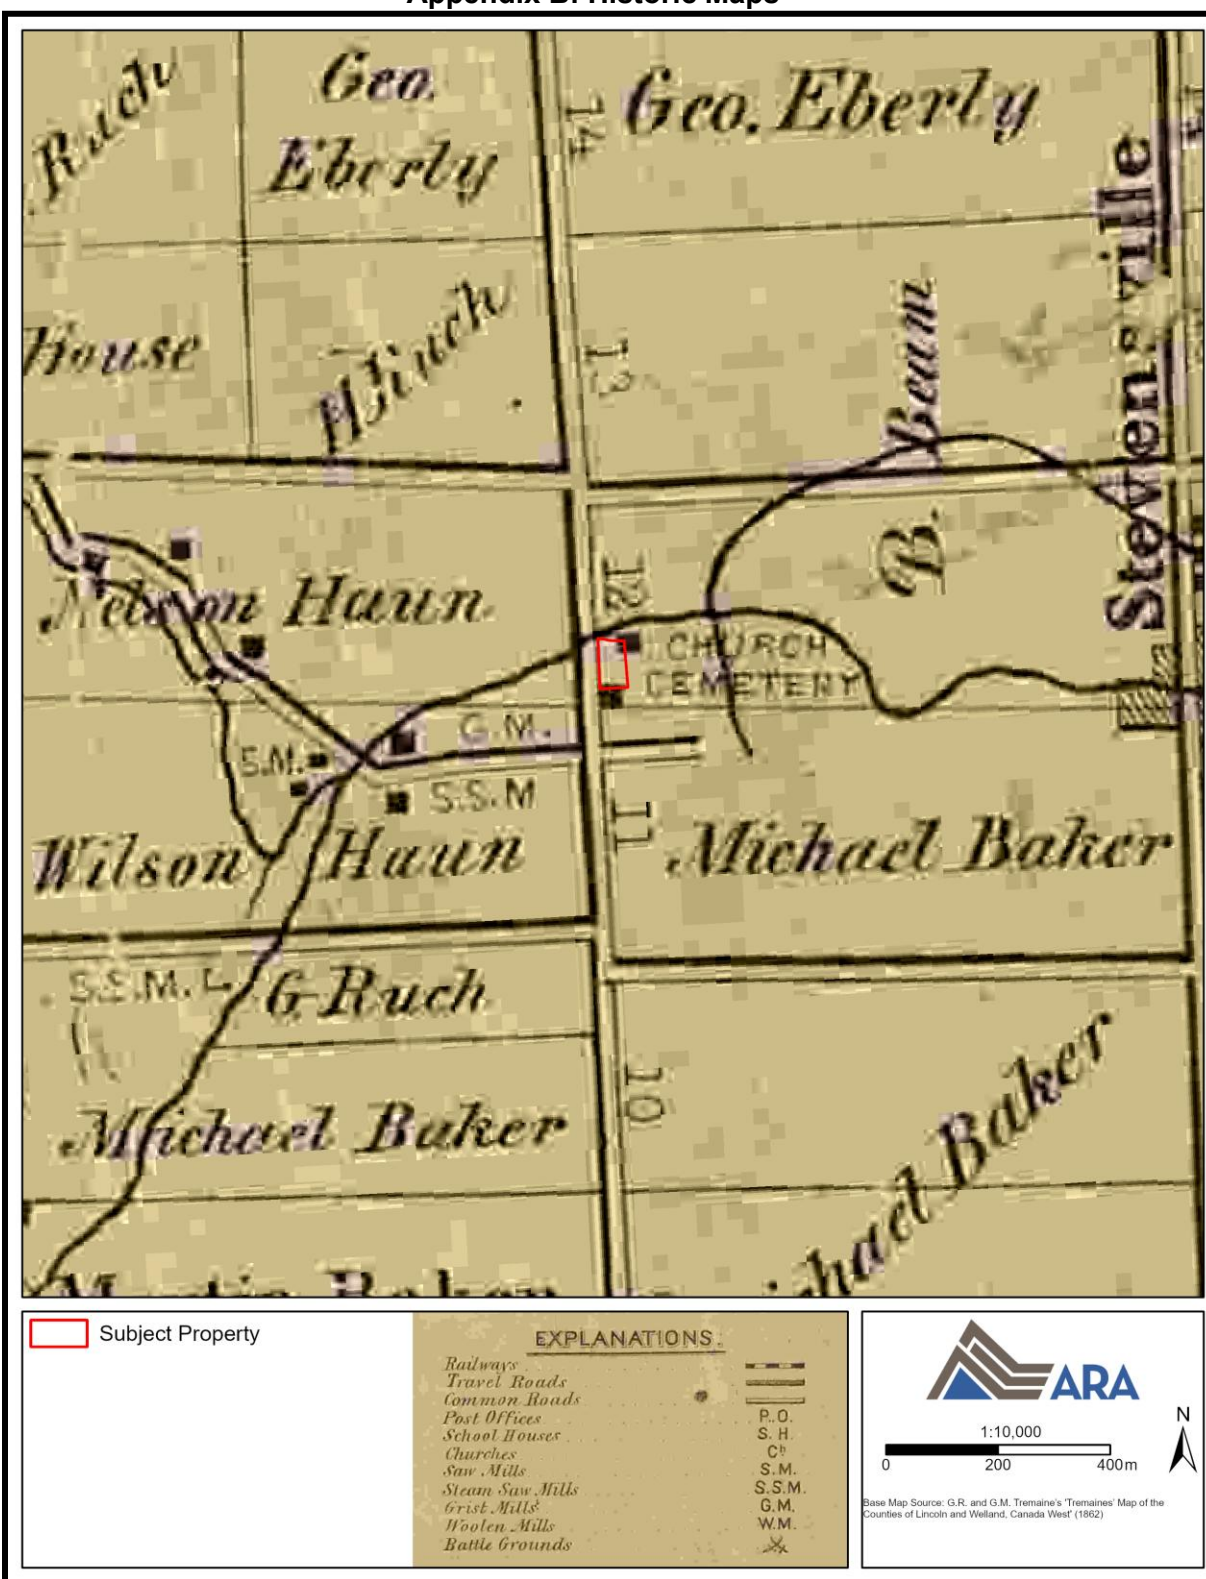 Appendix B: Historic Maps
Ruch
Geo.
Eberly
14
Geo. Eberly
House
H. Ruch
13
Beam
Stevensville
Nelson Haun
12
B.
CHURCH
CEMETERY
G.M.
S.M.
S.S.M
Wilson Haun
11
Michael Baker
S.S.M.
G. Ruch
10
Michael Baker
Michael Baker
Subject Property
EXPLANATIONS.
Railways
Travel Roads
Common Roads
Post Offices P.O.
School Houses S.H.
Churches Ch
Saw Mills S.M.
Steam Saw Mills S.S.M.
Grist Mills G.M.
Woolen Mills W.M.
Battle Grounds
ARA
N
1:10,000
0 200 400m
Base Map Source: G.R. and G.M. Tremaine's 'Tremaines' Map of the
Counties of Lincoln and Welland, Canada West' (1862)